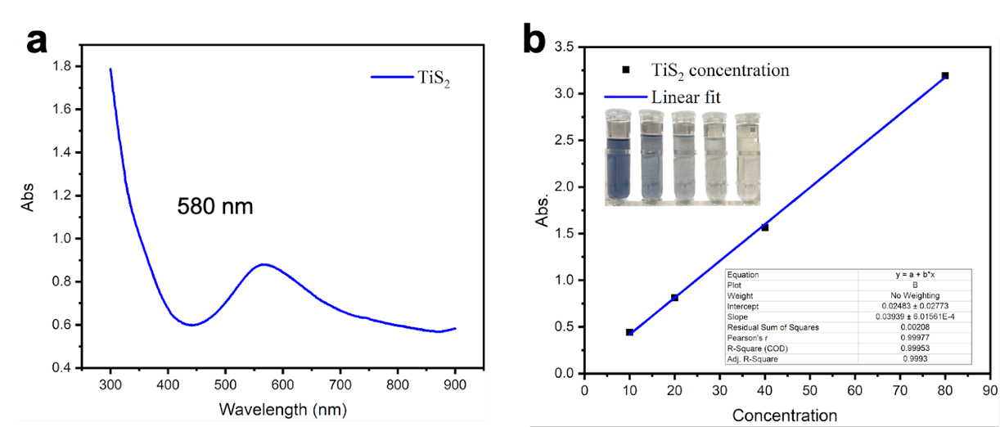 a
1.8
1.6
1.4
1.2
1.0
0.8
0.6
0.4
Abs
TiS2
580 nm
300 400 500 600 700 800 900
Wavelength (nm)
b
3.5
3.0
2.5
2.0
1.5
1.0
0.5
0.0
Abs.
TiS2 concentration
Linear fit
Equation y = a + b*x
Plot B
Weight No Weighting
Intercept 0.02483 ± 0.02773
Slope 0.03939 ± 6.01561E-4
Residual Sum of Squares 0.00208
Pearson's r 0.99977
R-Square (COD) 0.99953
Adj. R-Square 0.9993
0 10 20 30 40 50 60 70 80 90
Concentration